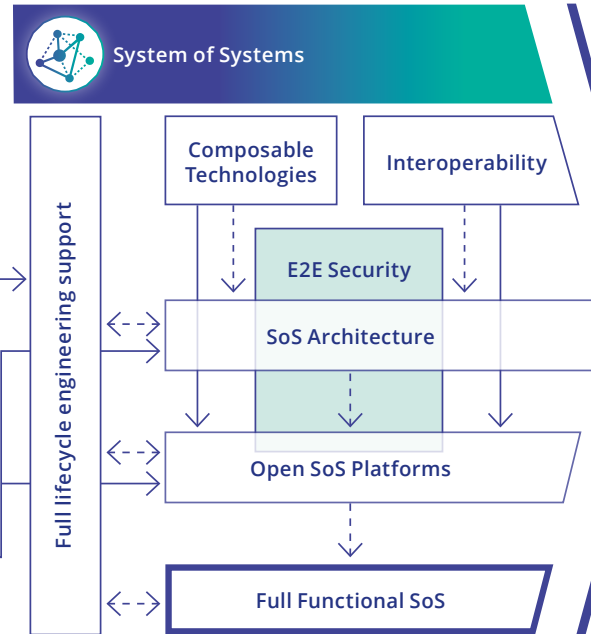 System of Systems
Composable
Technologies
Interoperability
Full lifecycle engineering support
E2E Security
SoS Architecture
Open SoS Platforms
Full Functional SoS